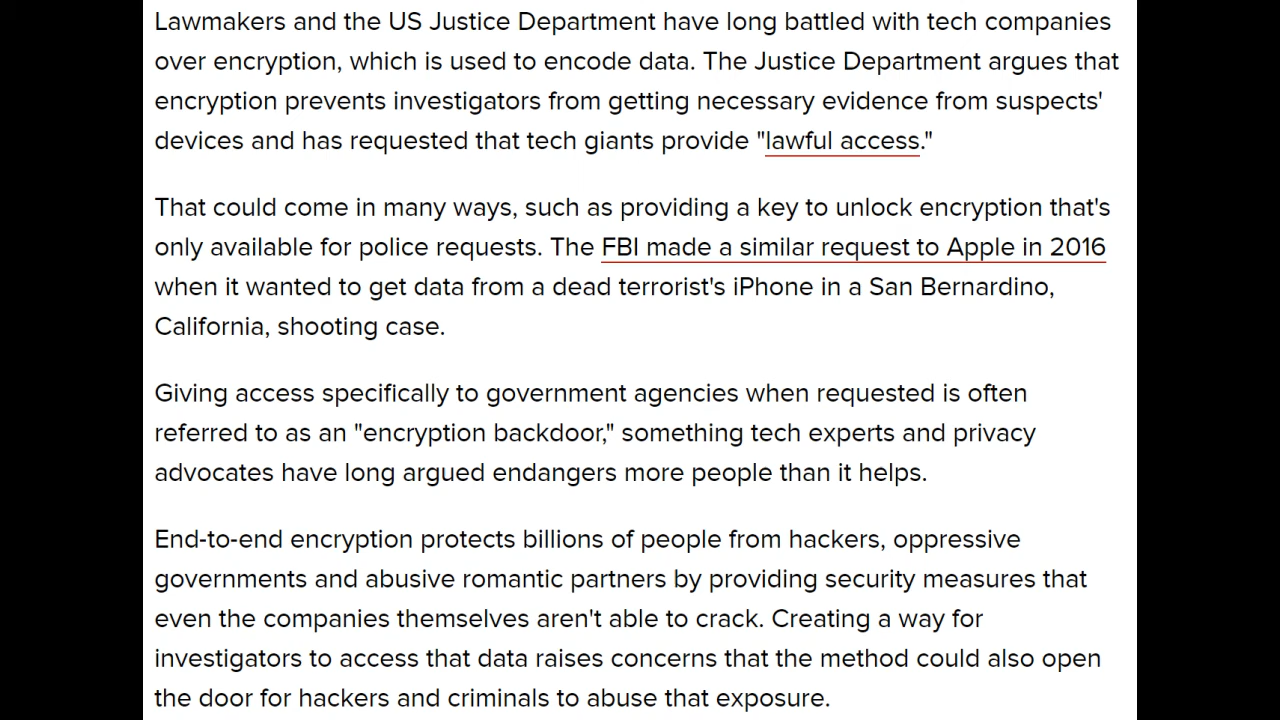 Lawmakers and the US Justice Department have long battled with tech companies
over encryption, which is used to encode data. The Justice Department argues that
encryption prevents investigators from getting necessary evidence from suspects'
devices and has requested that tech giants provide "lawful access."
That could come in many ways, such as providing a key to unlock encryption that's
only available for police requests. The FBI made a similar request to Apple in 2016
when it wanted to get data from a dead terrorist's iPhone in a San Bernardino,
California, shooting case.
Giving access specifically to government agencies when requested is often
referred to as an "encryption backdoor," something tech experts and privacy
advocates have long argued endangers more people than it helps.
End-to-end encryption protects billions of people from hackers, oppressive
governments and abusive romantic partners by providing security measures that
even the companies themselves aren't able to crack. Creating a way for
investigators to access that data raises concerns that the method could also open
the door for hackers and criminals to abuse that exposure.